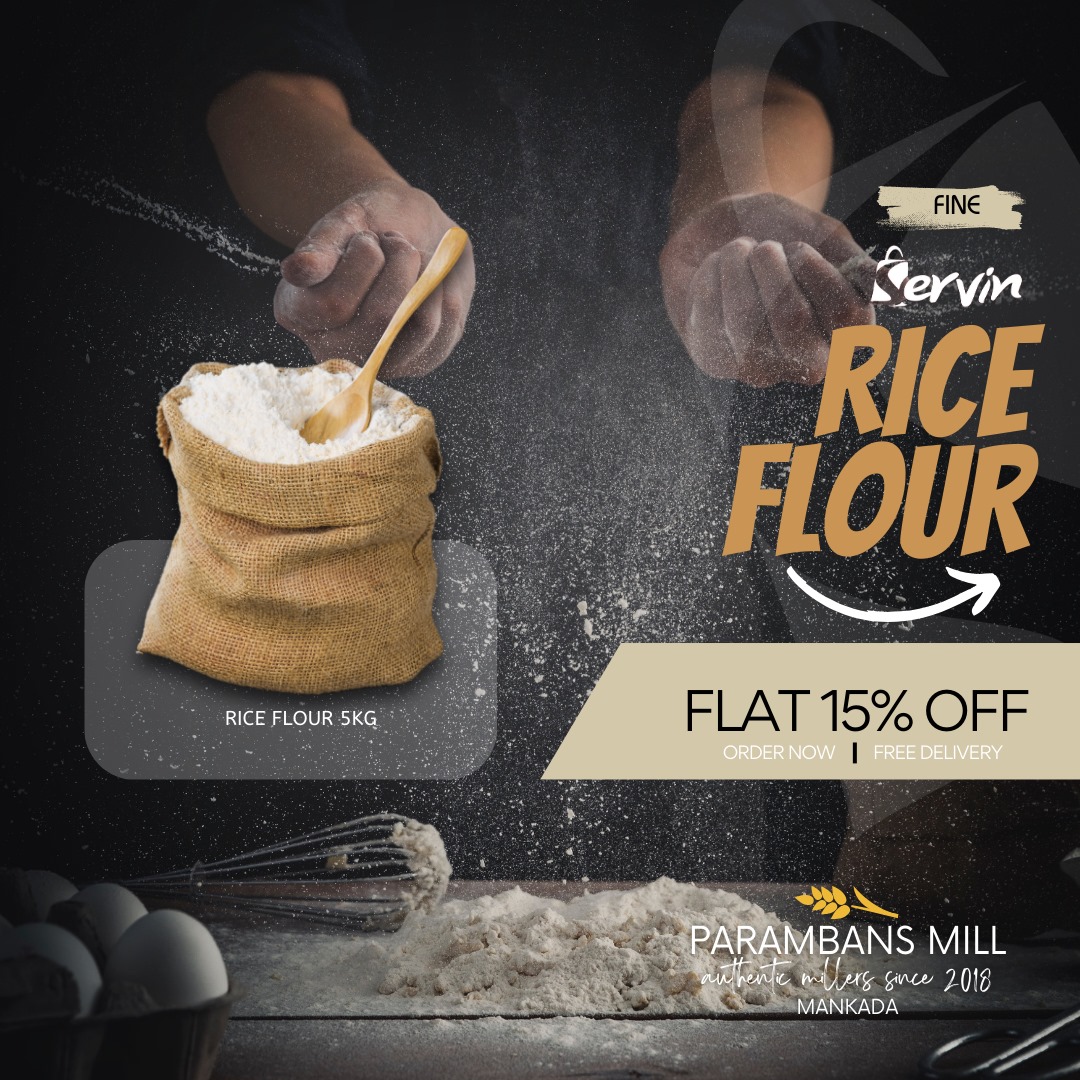 FINE
Servin
RICE
FLOUR
RICE FLOUR 5KG
FLAT 15% OFF
ORDER NOW | FREE DELIVERY
PARAMBANS MILL
authentic millers since 2018
MANKADA